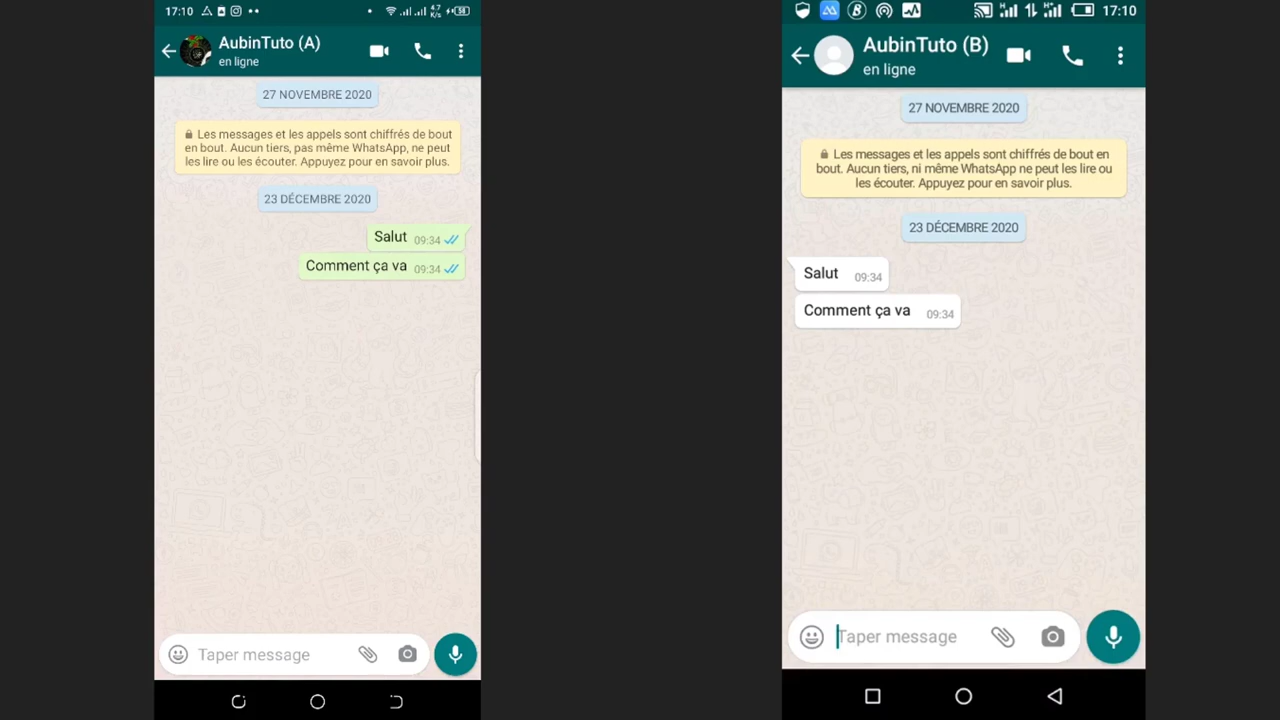 17:10
4,7
K/s
58
AubinTuto (A)
en ligne
27 NOVEMBRE 2020
Les messages et les appels sont chiffrés de bout
en bout. Aucun tiers, pas même WhatsApp, ne peut
les lire ou les écouter. Appuyez pour en savoir plus.
23 DÉCEMBRE 2020
Salut 09:34
Comment ça va 09:34
Taper message
17:10
AubinTuto (B)
en ligne
27 NOVEMBRE 2020
Les messages et les appels sont chiffrés de bout en
bout. Aucun tiers, ni même WhatsApp ne peut les lire ou
les écouter. Appuyez pour en savoir plus.
23 DÉCEMBRE 2020
Salut 09:34
Comment ça va 09:34
Taper message